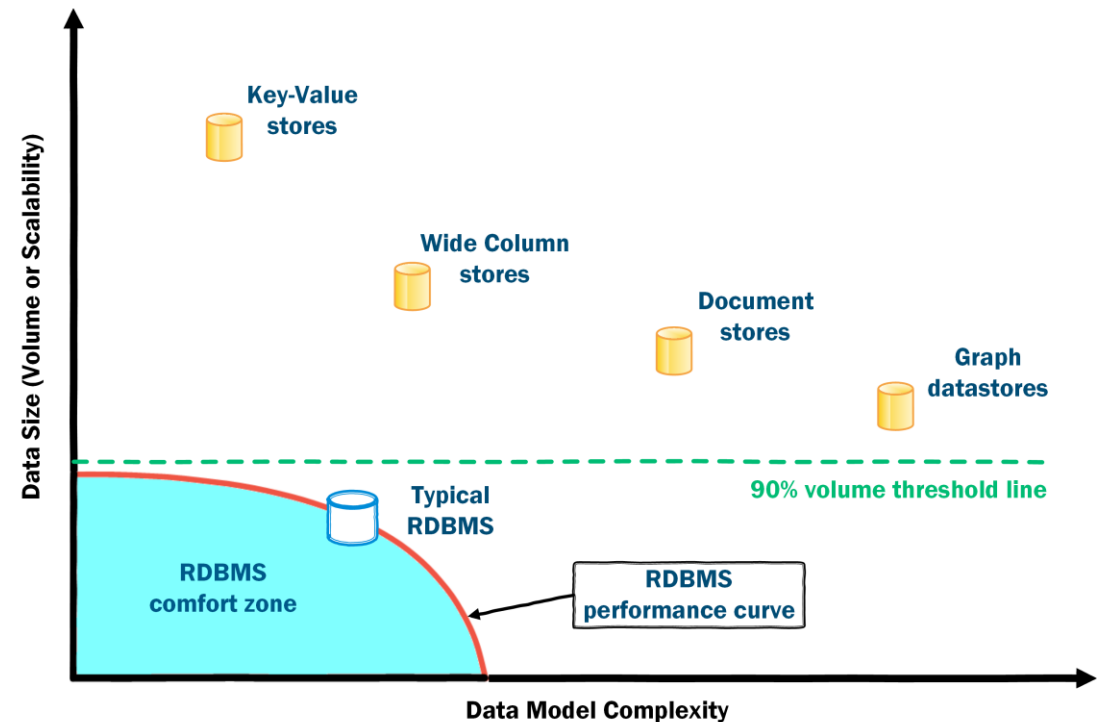 Key-Value
stores
Data Size (Volume or Scalability)
Wide Column
stores
Document
stores
Graph
datastores
90% volume threshold line
Typical
RDBMS
RDBMS
comfort zone
RDBMS
performance curve
Data Model Complexity